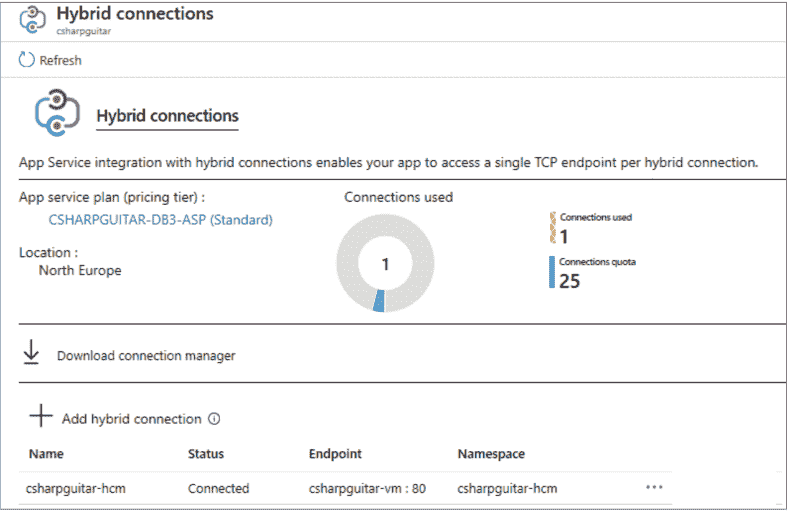 Hybrid connections
csharpguitar
Refresh
Hybrid connections
App Service integration with hybrid connections enables your app to access a single TCP endpoint per hybrid connection.
App service plan (pricing tier) :
CSHARPGUITAR-DB3-ASP (Standard)
Location :
North Europe
Connections used
1
Connections used
1
Connections quota
25
Download connection manager
Add hybrid connection
Name Status Endpoint Namespace
csharpguitar-hcm Connected csharpguitar-vm : 80 csharpguitar-hcm